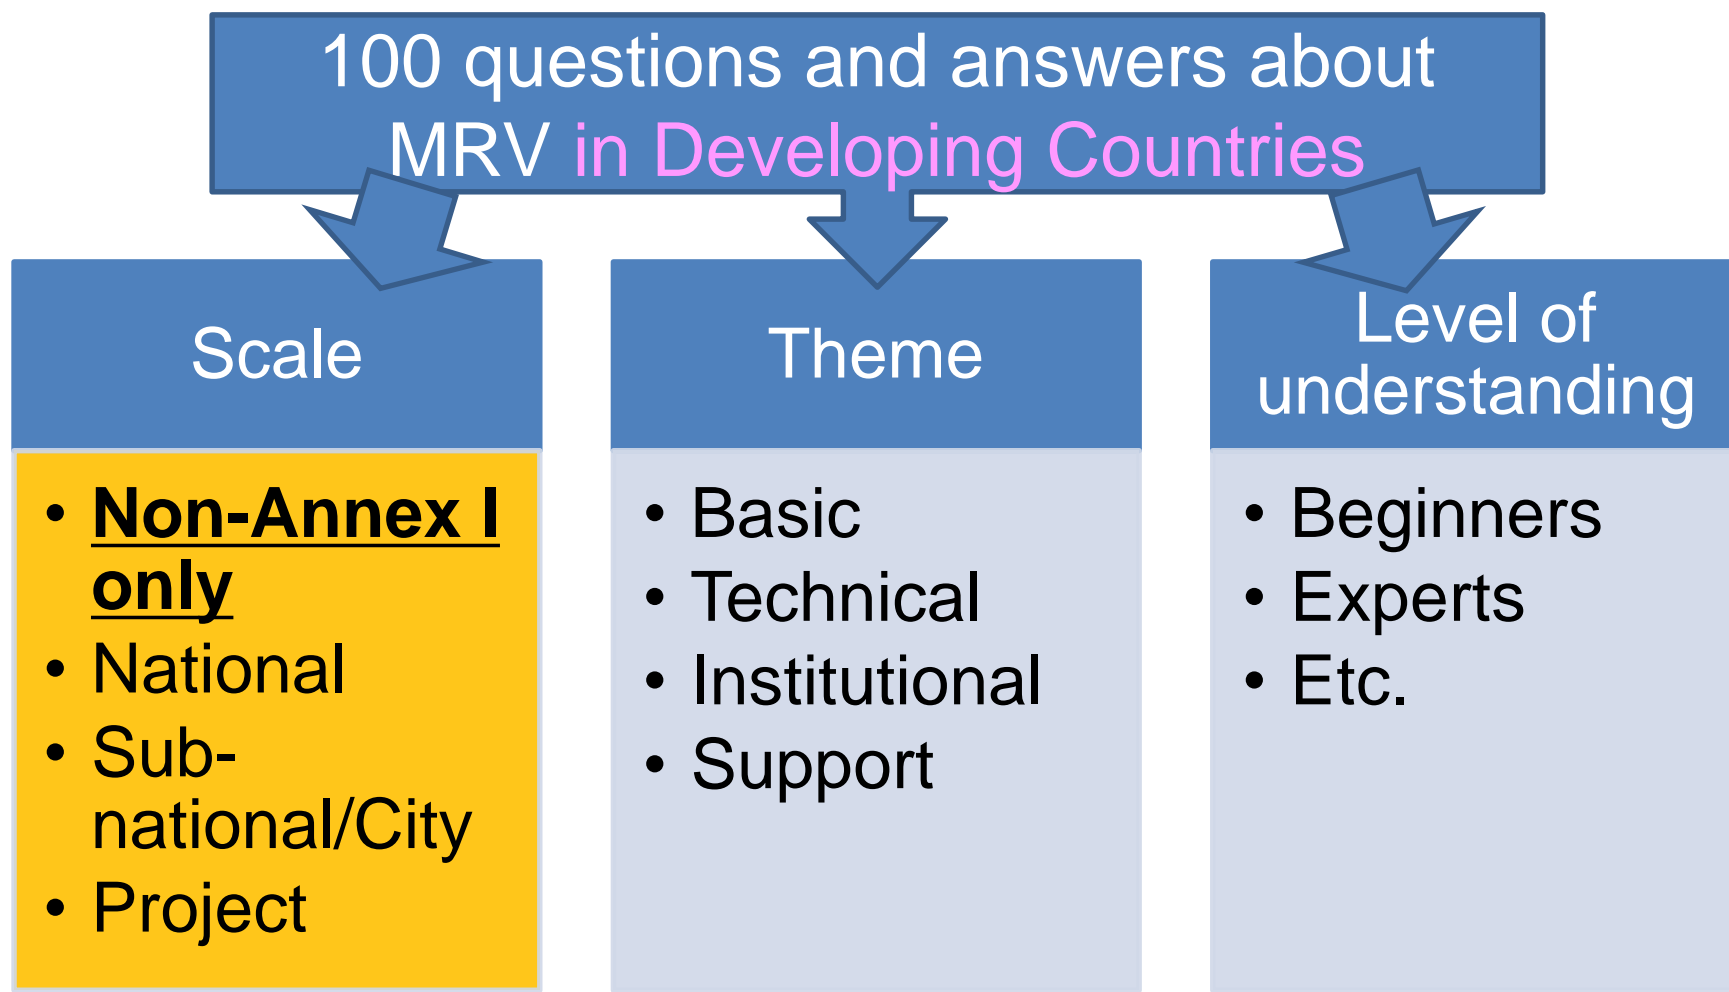 100 questions and answers about
MRV in Developing Countries
Scale
• Non-Annex I
only
• National
• Sub-
national/City
• Project
Theme
• Basic
• Technical
• Institutional
• Support
Level of
understanding
• Beginners
• Experts
• Etc.